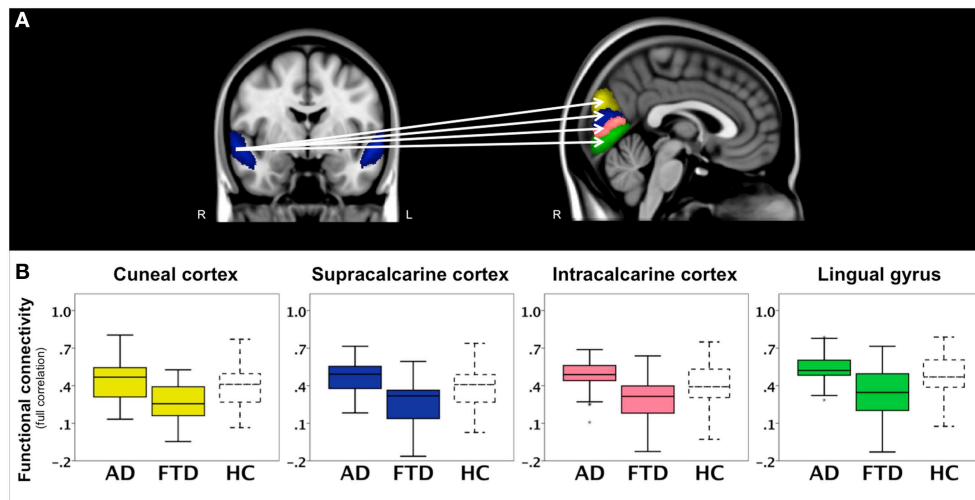 A
R
L
R
B
Functional connectivity
(full correlation)
Cuneal cortex
1.0
.7
.4
.1
-.2
AD FTD HC
Supracalcarine cortex
1.0
.7
.4
.1
-.2
AD FTD HC
Intracalcarine cortex
1.0
.7
.4
.1
-.2
AD FTD HC
Lingual gyrus
1.0
.7
.4
.1
-.2
AD FTD HC